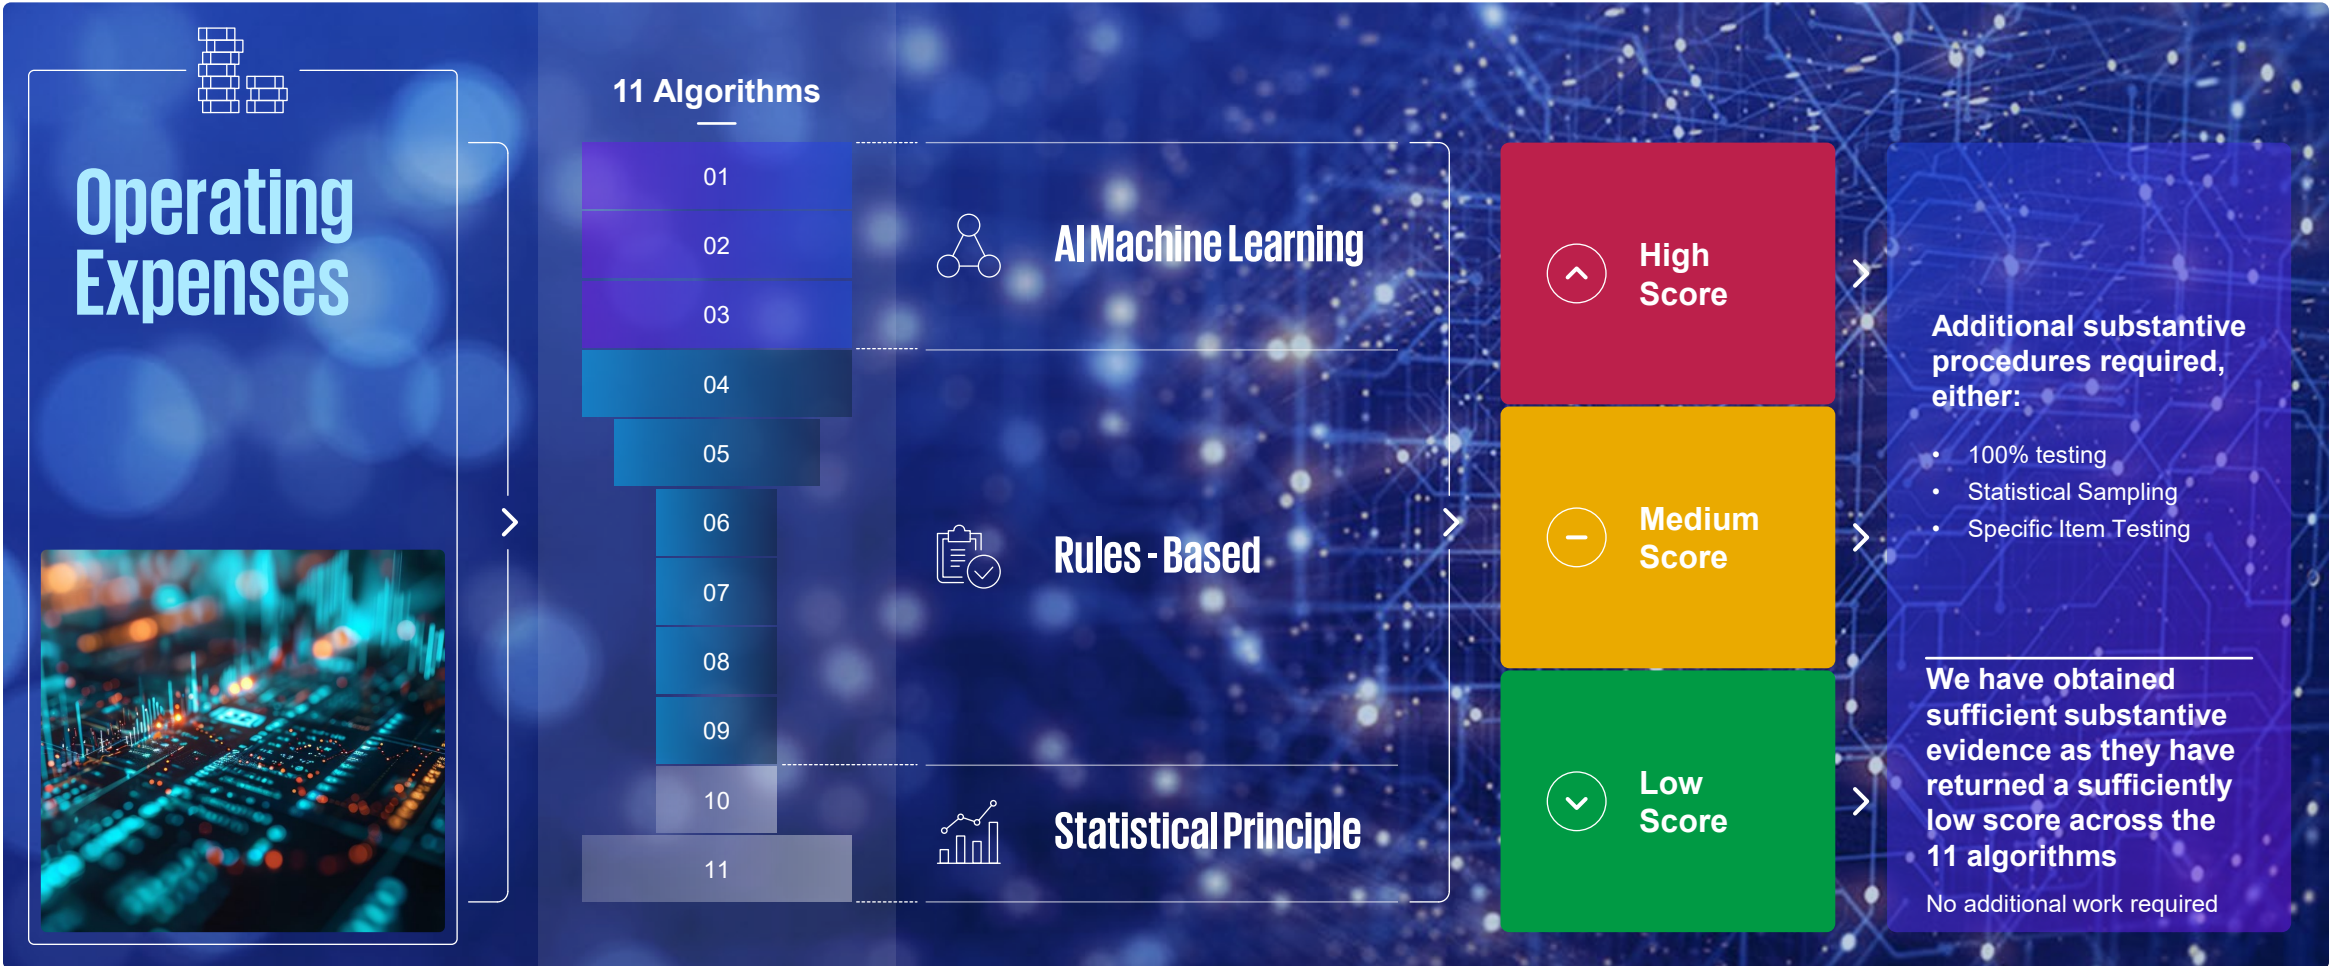 Operating
Expenses
11 Algorithms
01
02
03
04
05
06
07
08
09
10
11
AI Machine Learning
Rules - Based
Statistical Principle
High
Score
Medium
Score
Low
Score
Additional substantive
procedures required,
either:
• 100% testing
• Statistical Sampling
• Specific Item Testing
We have obtained
sufficient substantive
evidence as they have
returned a sufficiently
low score across the
11 algorithms
No additional work required